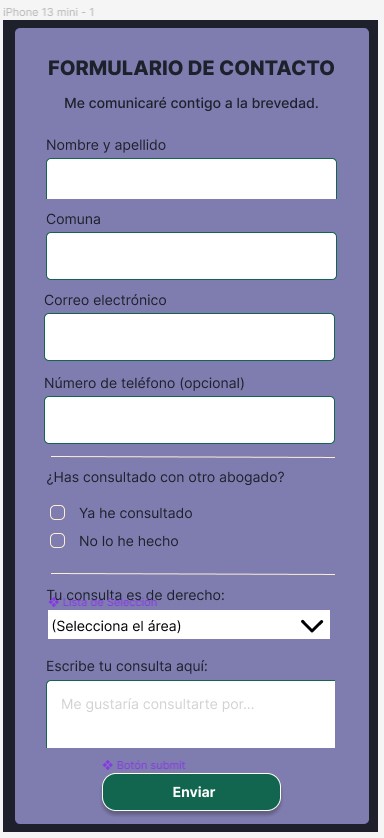 iPhone 13 mini - 1
FORMULARIO DE CONTACTO
Me comunicaré contigo a la brevedad.
Nombre y apellido
Comuna
Correo electrónico
Número de teléfono (opcional)
¿Has consultado con otro abogado?
Ya he consultado
No lo he hecho
Tu consulta es de derecho:
Lista de Selección
(Selecciona el área)
Escribe tu consulta aquí:
Me gustaría consultarte por...
Botón submit
Enviar